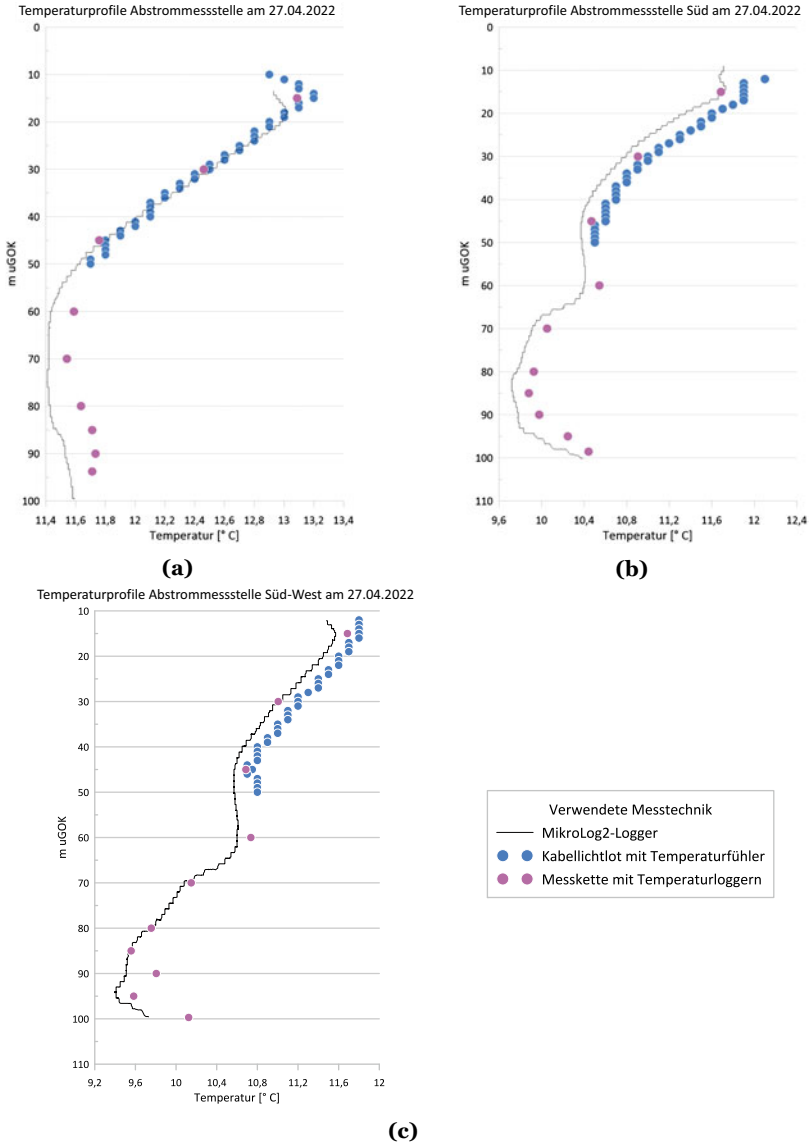 Temperaturprofile Abstrommessstelle am 27.04.2022
0
10
20
30
40
50
60
70
80
90
100
m uGOK
11,4 11,6 11,8 12 12,2 12,4 12,6 12,8 13 13,2 13,4
Temperatur [° C]
(a)
Temperaturprofile Abstrommessstelle Süd am 27.04.2022
0
10
20
30
40
50
60
70
80
90
100
110
m uGOK
9,6 10 10,4 10,8 11,2 11,6 12 12,4
Temperatur [° C]
(b)
Temperaturprofile Abstrommessstelle Süd-West am 27.04.2022
10
20
30
40
50
60
70
80
90
100
110
m uGOK
9,2 9,6 10 10,4 10,8 11,2 11,6 12
Temperatur [° C]
Verwendete Messtechnik
MikroLog2-Logger
Kabellichtlot mit Temperaturfühler
Messkette mit Temperaturloggern
(c)